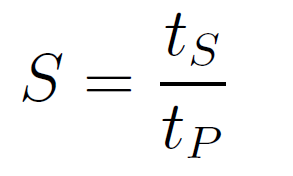 S = t_S / t_P